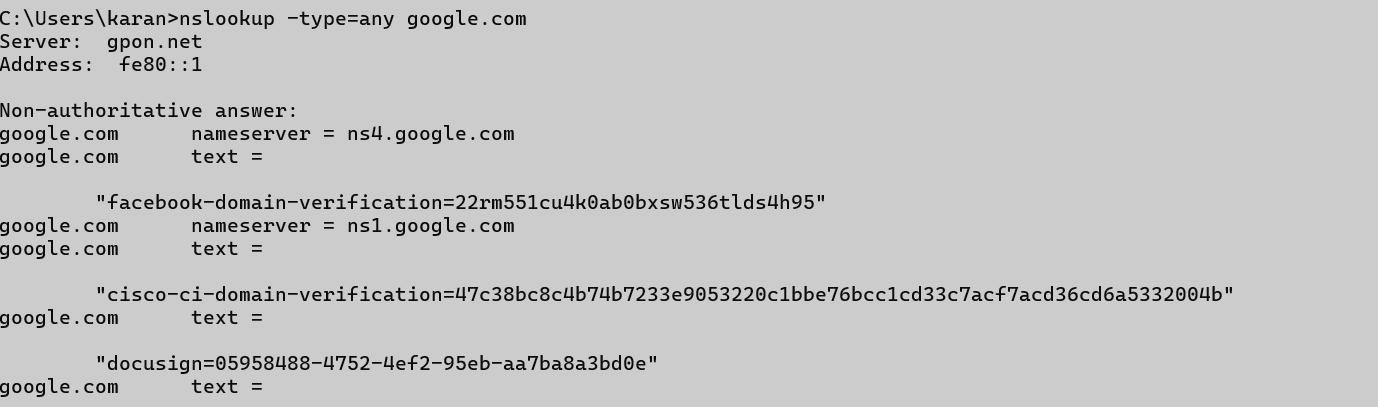 C:\Users\karan>nslookup -type=any google.com
Server:  gpon.net
Address:  fe80::1
Non-authoritative answer:
google.com      nameserver = ns4.google.com
google.com      text =
"facebook-domain-verification=22rm551cu4k0ab0bxsw536tlds4h95"
google.com      nameserver = ns1.google.com
google.com      text =
"cisco-ci-domain-verification=47c38bc8c4b74b7233e9053220c1bbe76bcc1cd33c7acf7acd36cd6a5332004b"
google.com      text =
"docusign=05958488-4752-4ef2-95eb-aa7ba8a3bd0e"
google.com      text =